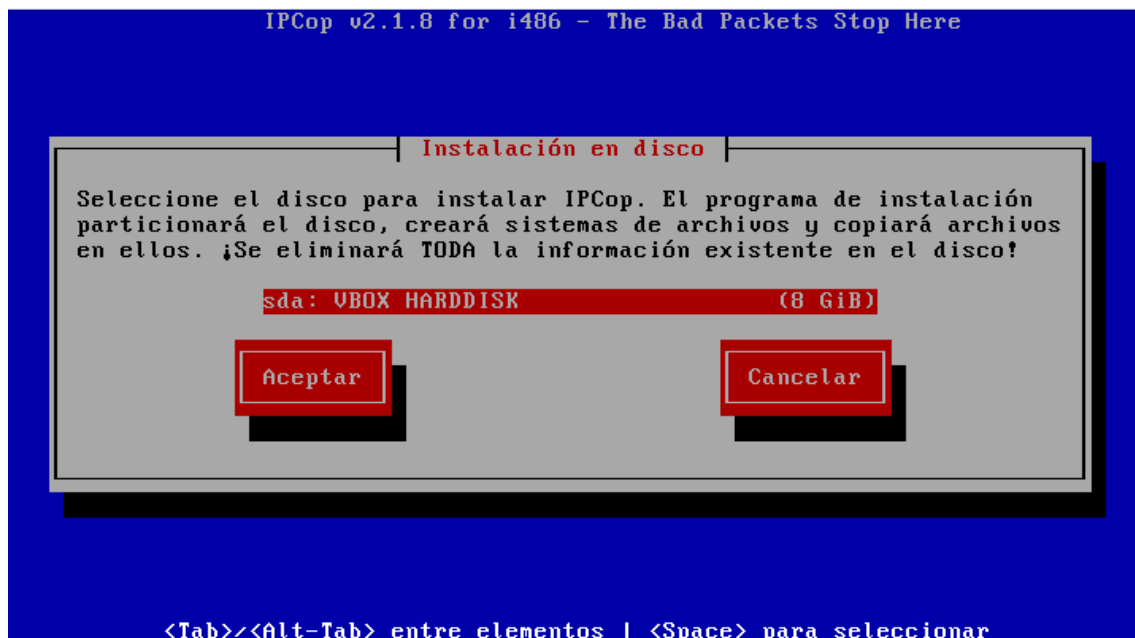 IPCop v2.1.8 for i486 - The Bad Packets Stop Here
Instalación en disco
Seleccione el disco para instalar IPCop. El programa de instalación
particionará el disco, creará sistemas de archivos y copiará archivos
en ellos. ¡Se eliminará TODA la información existente en el disco!
sda: VBOX HARDDISK (8 GiB)
Aceptar Cancelar
<Tab>/<Alt-Tab> entre elementos | <Space> para seleccionar